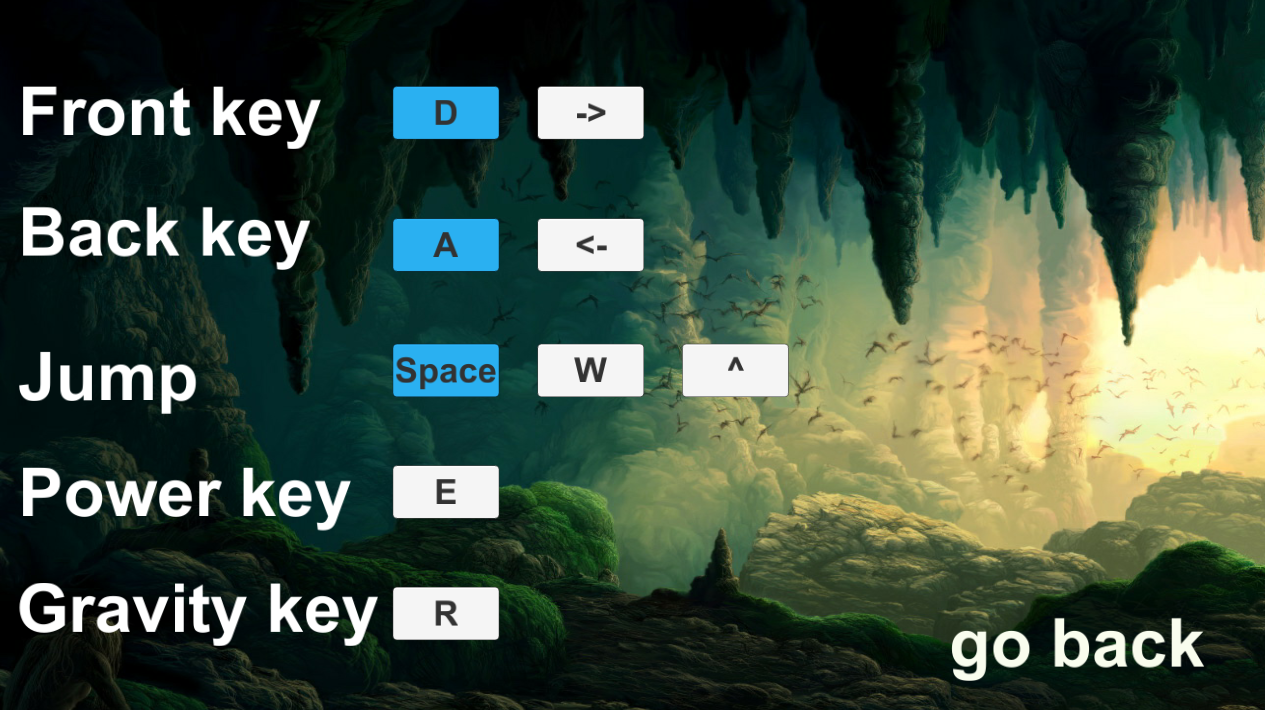 Front key D ->
Back key A <-
Jump Space W ^
Power key E
Gravity key R
go back